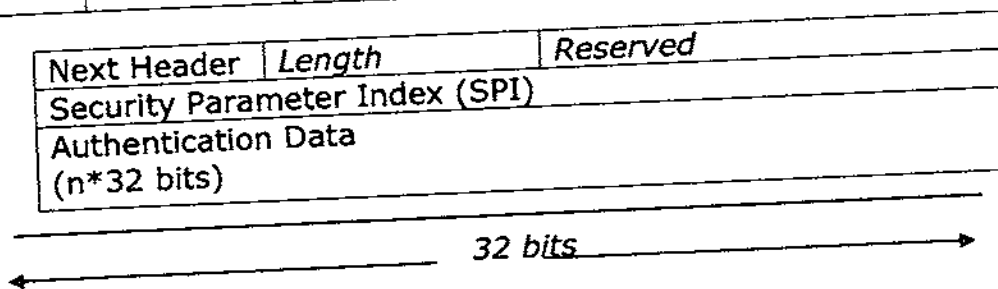 Next Header Length Reserved
Security Parameter Index (SPI)
Authentication Data
(n*32 bits)
32 bits